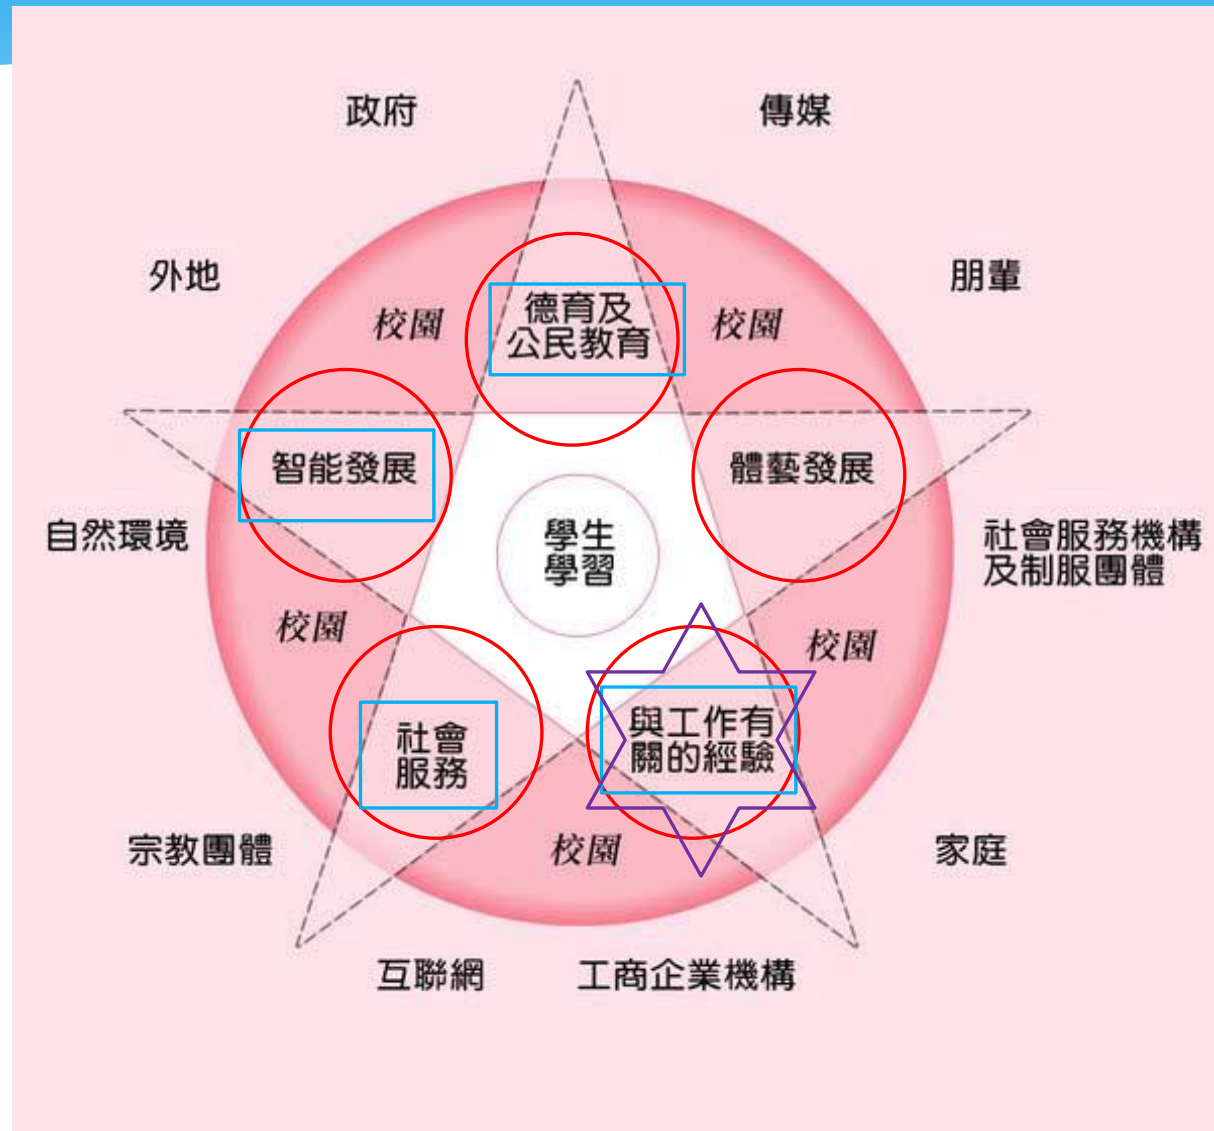 政府
傳媒
外地
朋輩
校園
德育及
公民教育
校園
智能發展
體藝發展
自然環境
學生
學習
社會服務機構
及制服團體
校園
校園
社會
服務
與工作有
關的經驗
宗教團體
校園
家庭
互聯網
工商企業機構